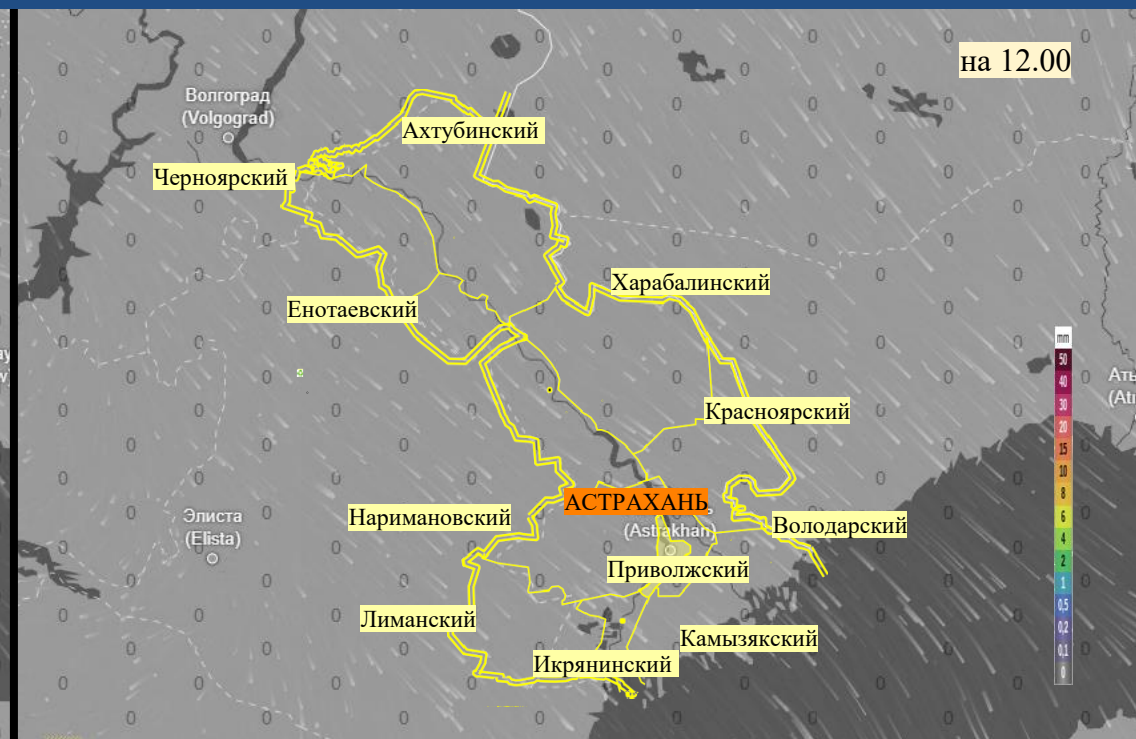 на 12.00
Волгоград
(Volgograd)
Ахтубинский
Черноярский
Харабалинский
Енотаевский
mm
50
40
30
20
15
10
8
6
4
2
1
0,5
0,2
0,1
0
Красноярский
АСТРАХАНЬ
(Astrakhan)
Наримановский
Элиста
(Elista)
Володарский
Приволжский
Лиманский
Камызякский
Икрянинский